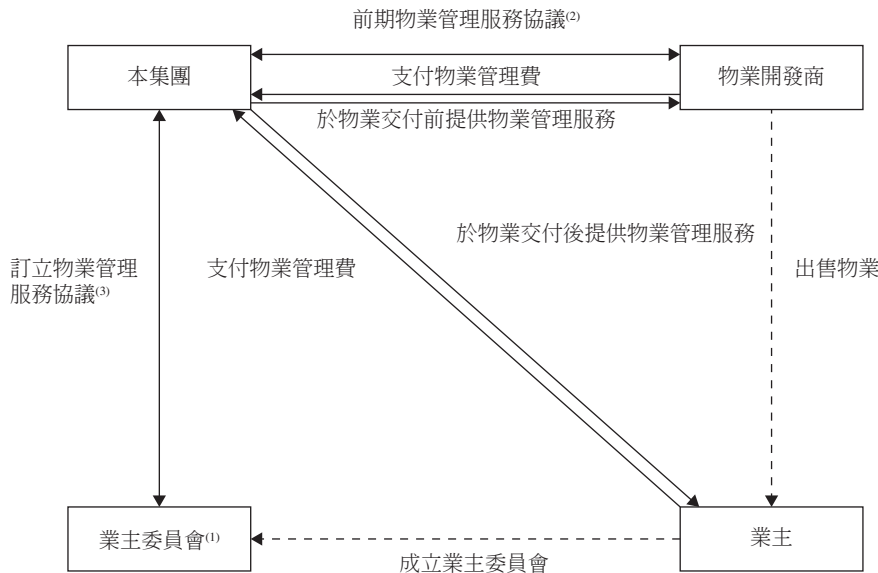 前期物業管理服務協議(2)
本集團
支付物業管理費
物業開發商
於物業交付前提供物業管理服務
於物業交付後提供物業管理服務
訂立物業管理
服務協議(3)
支付物業管理費
出售物業
業主委員會(1)
業主
成立業主委員會